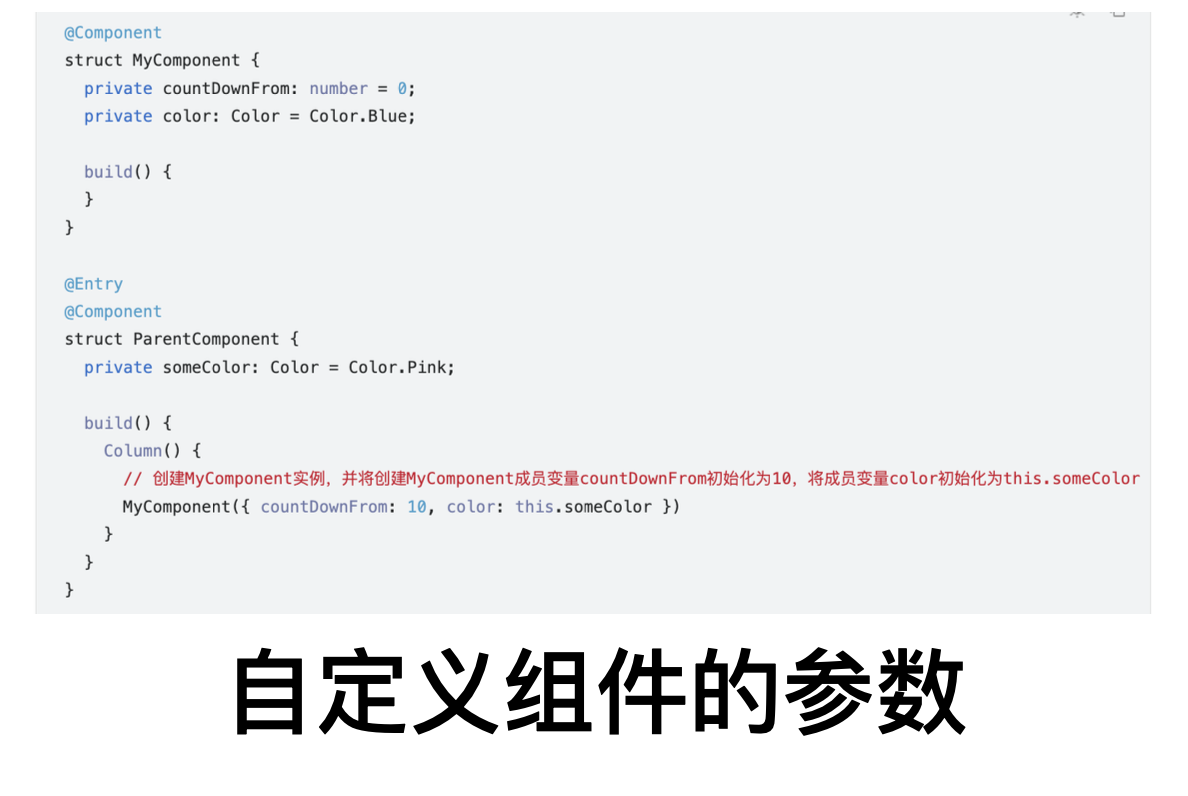 @Component
struct MyComponent {
  private countDownFrom: number = 0;
  private color: Color = Color.Blue;

  build() {
  }
}

@Entry
@Component
struct ParentComponent {
  private someColor: Color = Color.Pink;

  build() {
    Column() {
      // 创建MyComponent实例，并将创建MyComponent成员变量countDownFrom初始化为10，将成员变量color初始化为this.someColor
      MyComponent({ countDownFrom: 10, color: this.someColor })
    }
  }
}
自定义组件的参数